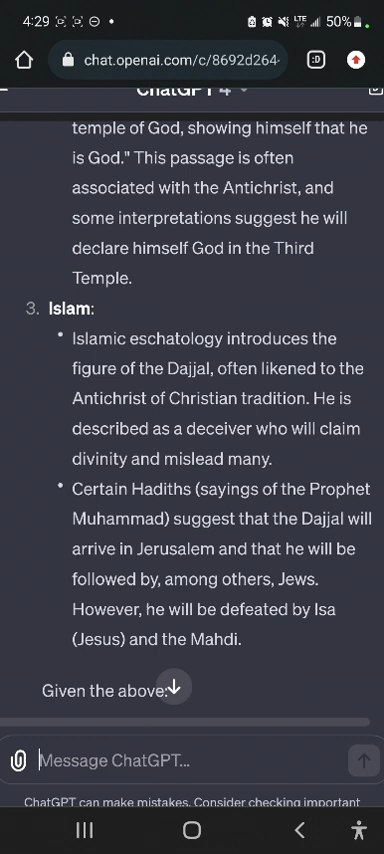 4:29
LTE
50%
chat.openai.com/c/8692d264-
:D
ChatGPT 4
temple of God, showing himself that he
is God." This passage is often
associated with the Antichrist, and
some interpretations suggest he will
declare himself God in the Third
Temple.
3. Islam:
• Islamic eschatology introduces the
figure of the Dajjal, often likened to the
Antichrist of Christian tradition. He is
described as a deceiver who will claim
divinity and mislead many.
• Certain Hadiths (sayings of the Prophet
Muhammad) suggest that the Dajjal will
arrive in Jerusalem and that he will be
followed by, among others, Jews.
However, he will be defeated by Isa
(Jesus) and the Mahdi.
Given the above:
Message ChatGPT...
ChatGPT can make mistakes. Consider checking important